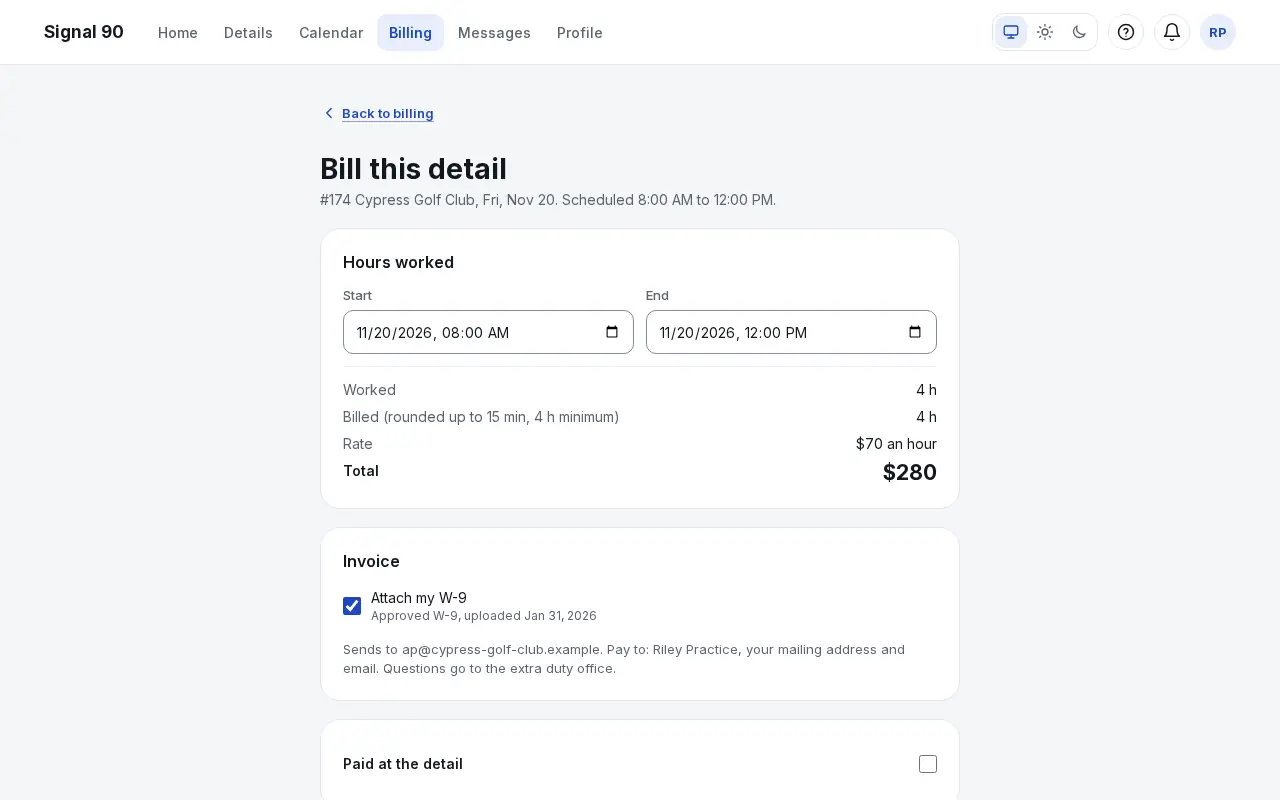 Signal 90
Home
Details
Calendar
Billing
Messages
Profile
RP
Back to billing
Bill this detail
#174 Cypress Golf Club, Fri, Nov 20. Scheduled 8:00 AM to 12:00 PM.
Hours worked
Start
End
11/20/2026, 08:00 AM
11/20/2026, 12:00 PM
Worked
4 h
Billed (rounded up to 15 min, 4 h minimum)
4 h
Rate
$70 an hour
Total
$280
Invoice
Attach my W-9
Approved W-9, uploaded Jan 31, 2026
Sends to ap@cypress-golf-club.example. Pay to: Riley Practice, your mailing address and
email. Questions go to the extra duty office.
Paid at the detail